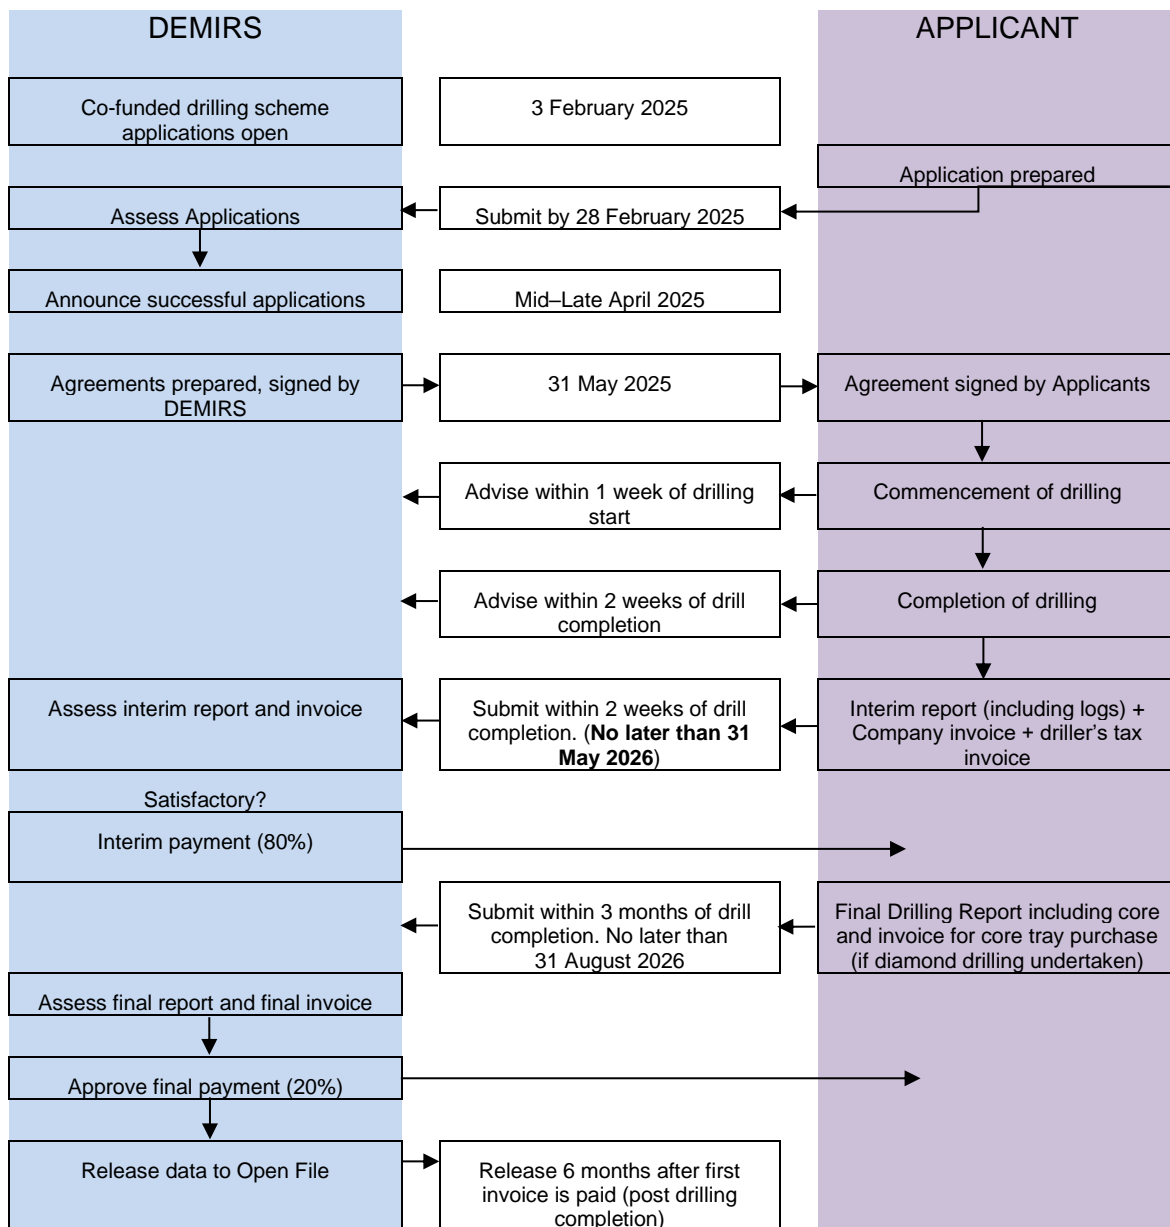 DEMIRS
APPLICANT
Co-funded drilling scheme
applications open
3 February 2025
Application prepared
Assess Applications
Submit by 28 February 2025
Announce successful applications
Mid–Late April 2025
Agreements prepared, signed by
DEMIRS
31 May 2025
Agreement signed by Applicants
Advise within 1 week of drilling
start
Commencement of drilling
Advise within 2 weeks of drill
completion
Completion of drilling
Assess interim report and invoice
Submit within 2 weeks of drill
completion. (No later than 31
May 2026)
Interim report (including logs) +
Company invoice + driller’s tax
invoice
Satisfactory?
Interim payment (80%)
Submit within 3 months of drill
completion. No later than
31 August 2026
Final Drilling Report including core
and invoice for core tray purchase
(if diamond drilling undertaken)
Assess final report and final invoice
Approve final payment (20%)
Release data to Open File
Release 6 months after first
invoice is paid (post drilling
completion)